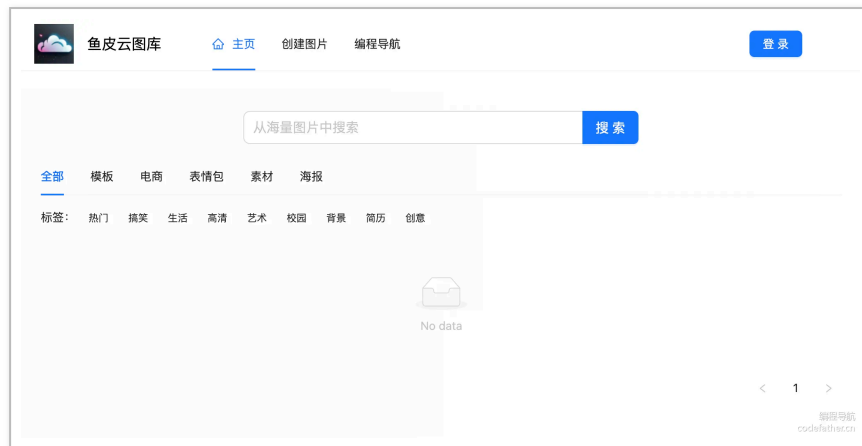 鱼皮云图库 主页 创建图片 编程导航 登 录
从海量图片中搜索 搜 索
全部 模板 电商 表情包 素材 海报
标签： 热门 搞笑 生活 高清 艺术 校园 背景 简历 创意
No data
< 1 >
编程导航
codefather.cn